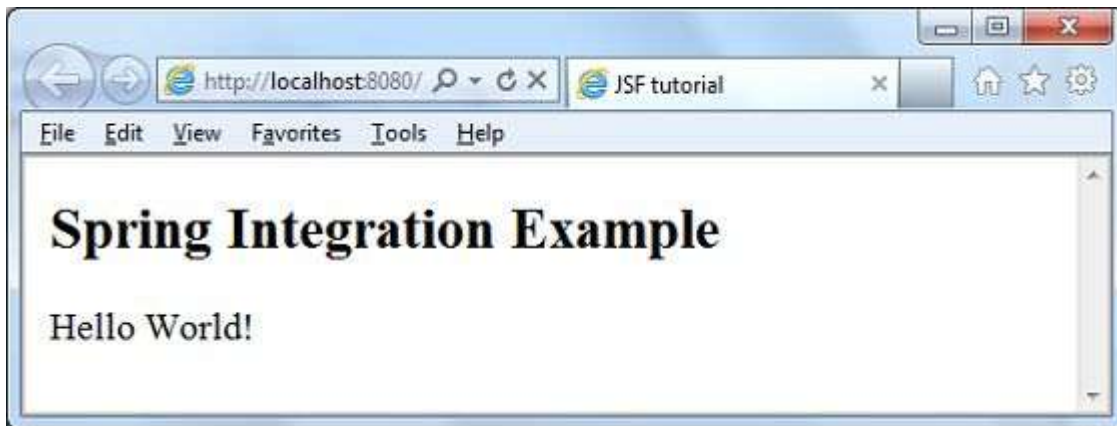 http://localhost:8080/
JSF tutorial
File Edit View Favorites Tools Help
Spring Integration Example
Hello World!